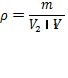 ρ = m / (V₂ − V)